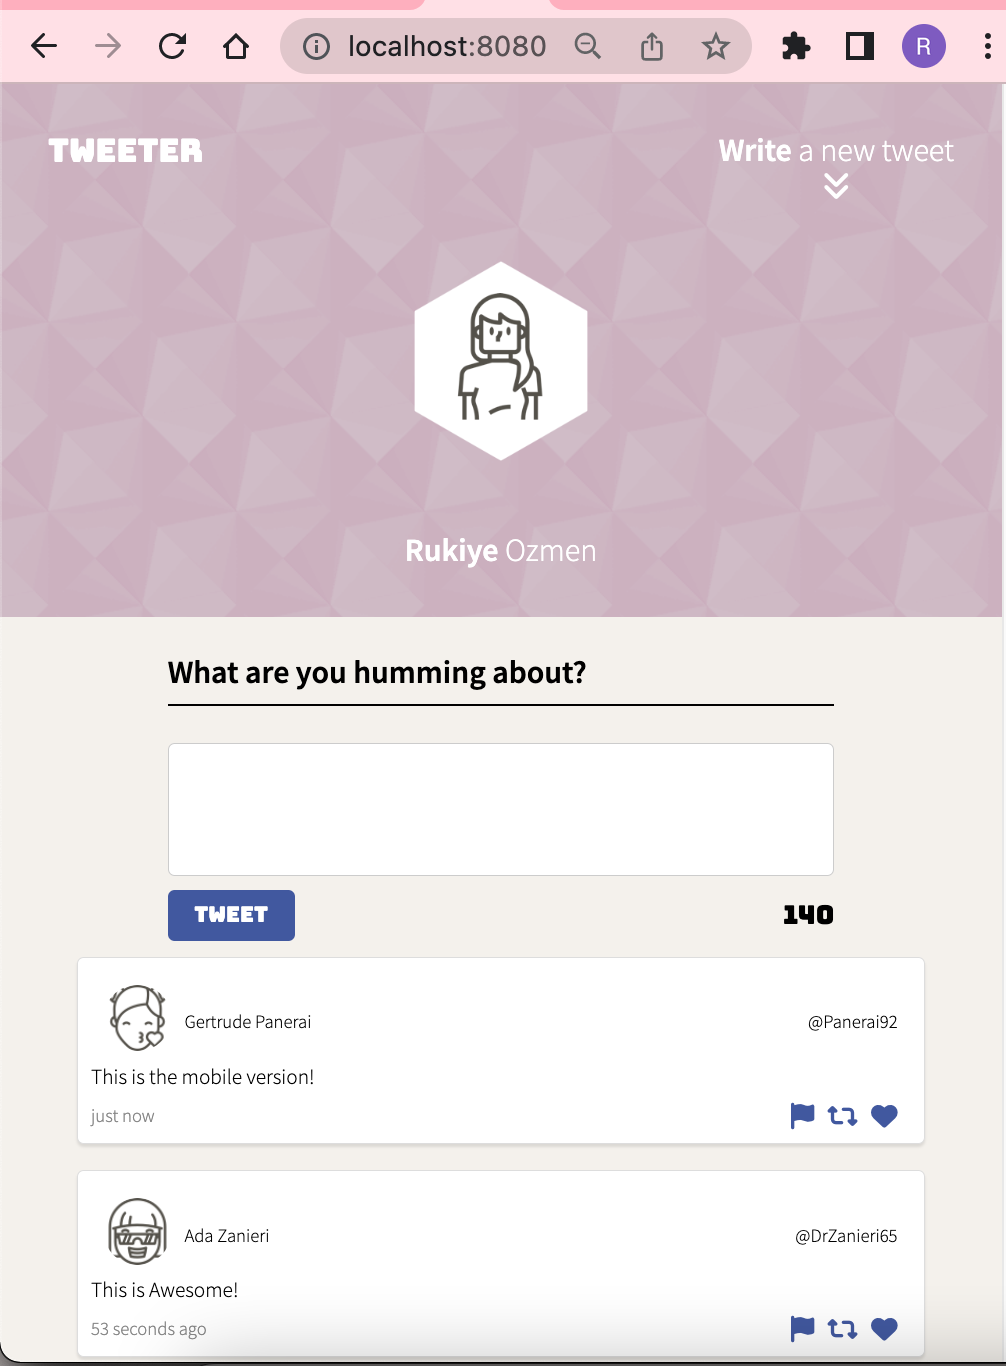 localhost:8080
R
TWEETER
Write a new tweet
Rukiye Ozmen
What are you humming about?
TWEET
140
Gertrude Panerai
@Panerai92
This is the mobile version!
just now
Ada Zanieri
@DrZanieri65
This is Awesome!
53 seconds ago